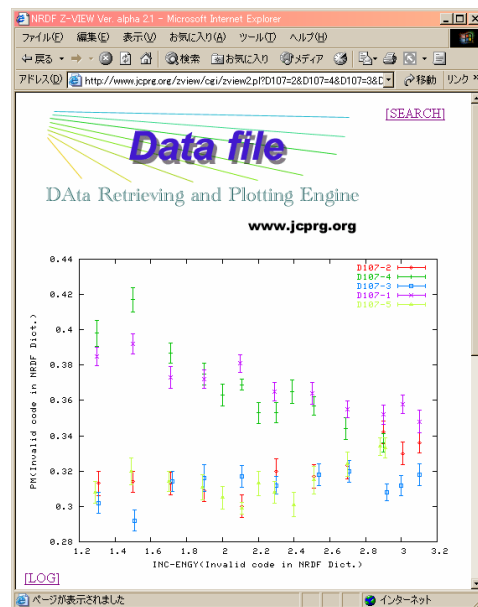 NRDF Z-VIEW Ver. alpha 2.1 - Microsoft Internet Explorer
ファイル(F) 編集(E) 表示(V) お気に入り(A) ツール(T) ヘルプ(H)
戻る 検索 お気に入り メディア
アドレス(D) http://www.jcprg.org/zview/cgi/zview2.pl?D107=2&D107=4&D107=3&D 移動 リンク
[SEARCH]
Data file
DAta Retrieving and Plotting Engine
www.jcprg.org
0.44
D107-2
D107-4
D107-3
D107-1
D107-5
0.42
0.4
0.38
0.36
0.34
0.32
0.3
0.28
PM(Invalid code in NRDF Dict.)
1.2 1.4 1.6 1.8 2 2.2 2.4 2.6 2.8 3 3.2
INC-ENGY(Invalid code in NRDF Dict.)
[LOG]
ページが表示されました インターネット